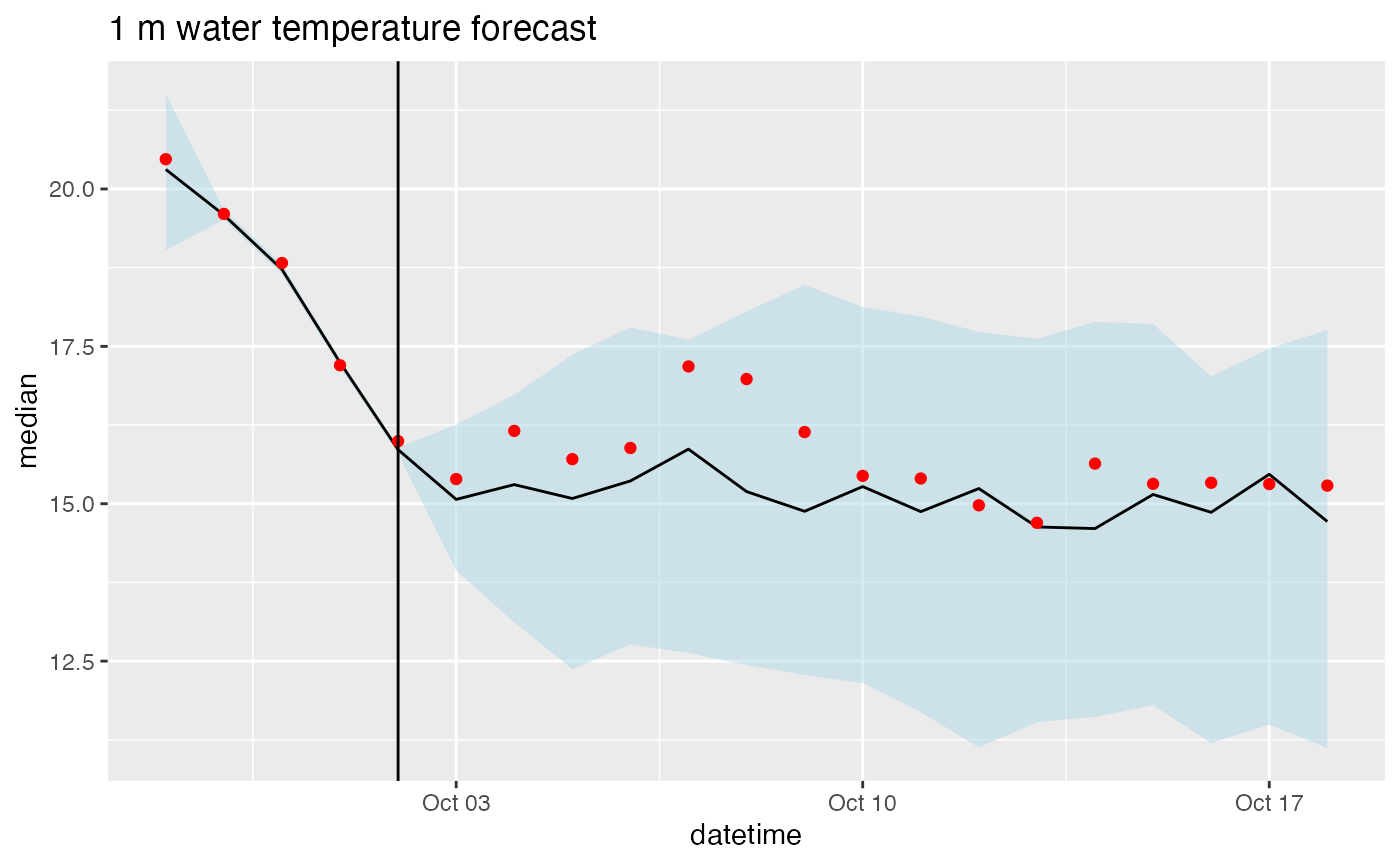 1 m water temperature forecast
median
20.0
17.5
15.0
12.5
Oct 03
Oct 10
Oct 17
datetime